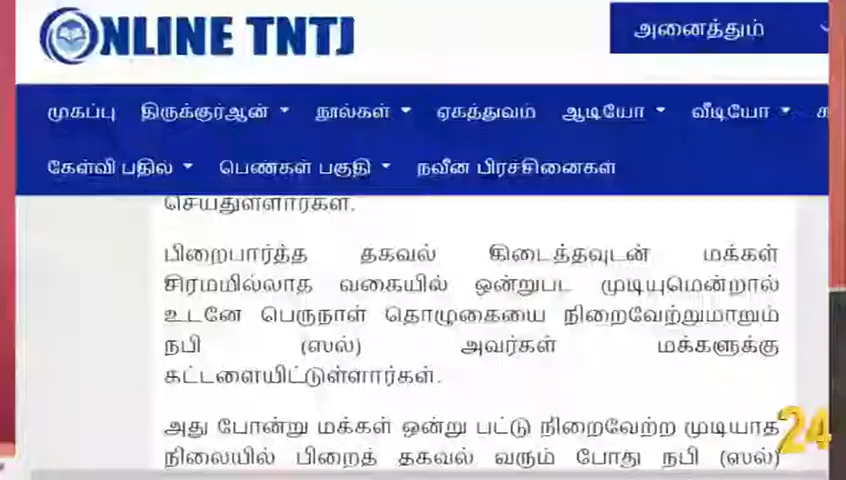 ONLINE TNTJ
அனைத்தும்
முகப்பு திருக்குர்ஆன் நூல்கள் ஏகத்துவம் ஆடியோ வீடியோ
கேள்வி பதில் பெண்கள் பகுதி நவீன பிரச்சினைகள்
செய்துள்ளார்கள்.
பிறைபார்த்த தகவல் கிடைத்தவுடன் மக்கள்
சிரமமில்லாத வகையில் ஒன்றுபட முடியுமென்றால்
உடனே பெருநாள் தொழுகையை நிறைவேற்றுமாறும்
நபி (ஸல்) அவர்கள் மக்களுக்கு
கட்டளையிட்டுள்ளார்கள்.
அது போன்று மக்கள் ஒன்று பட்டு நிறைவேற்ற முடியாத
நிலையில் பிறைத் தகவல் வரும் போது நபி (ஸல்)
24